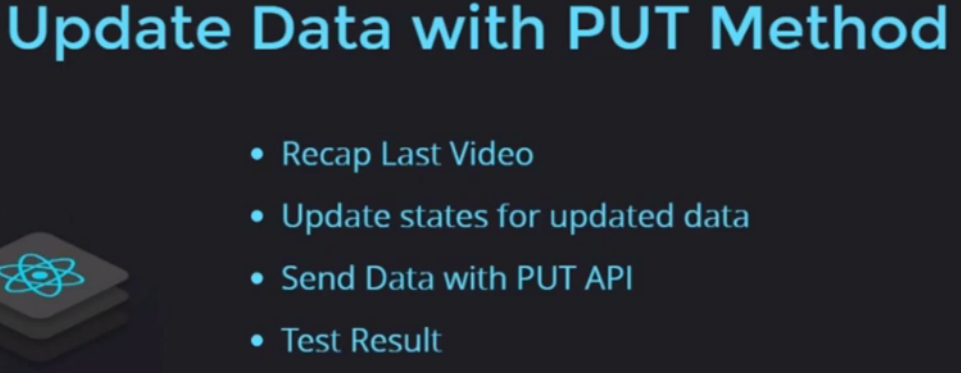 Update Data with PUT Method
• Recap Last Video
• Update states for updated data
• Send Data with PUT API
• Test Result